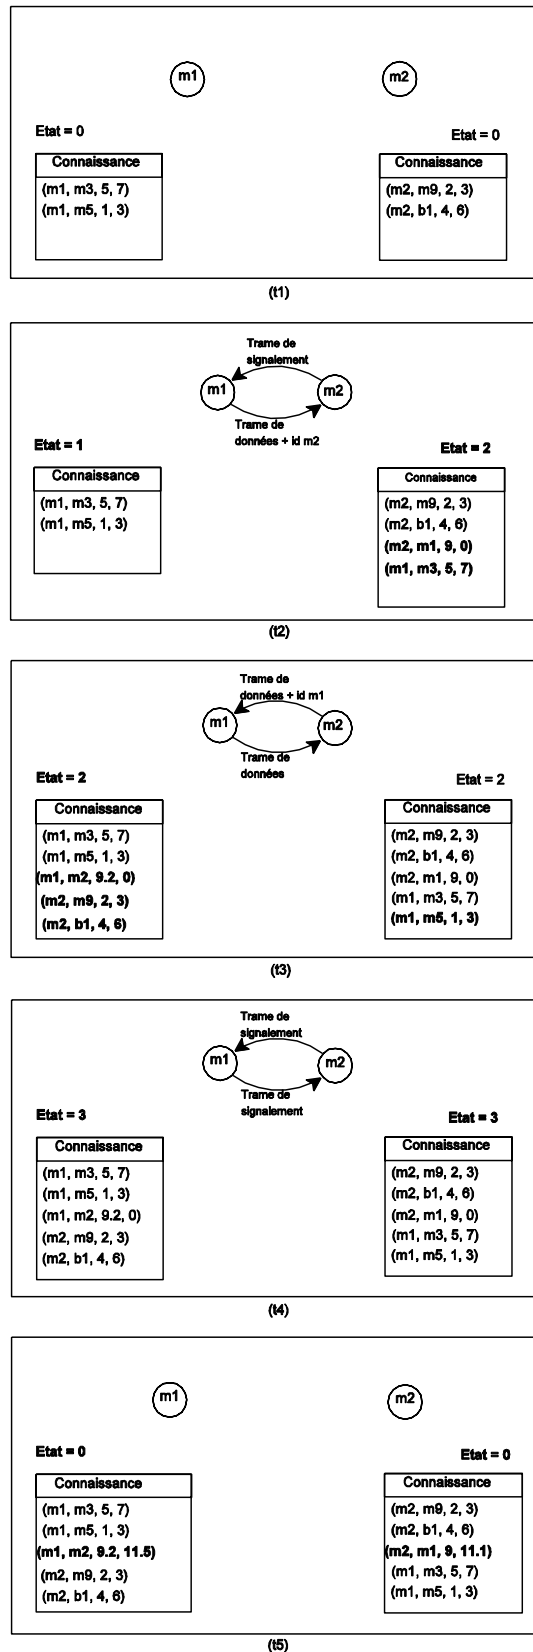 m1
m2
Etat = 0
Etat = 0
Connaissance
(m1, m3, 5, 7)
(m1, m5, 1, 3)
Connaissance
(m2, m9, 2, 3)
(m2, b1, 4, 6)
(t1)
Trame de
signalement
m1
m2
Trame de
données + id m2
Etat = 1
Etat = 2
Connaissance
(m1, m3, 5, 7)
(m1, m5, 1, 3)
Connaissance
(m2, m9, 2, 3)
(m2, b1, 4, 6)
(m2, m1, 9, 0)
(m1, m3, 5, 7)
(t2)
Trame de
données + id m1
m1
m2
Trame de
données
Etat = 2
Etat = 2
Connaissance
(m1, m3, 5, 7)
(m1, m5, 1, 3)
(m1, m2, 9.2, 0)
(m2, m9, 2, 3)
(m2, b1, 4, 6)
Connaissance
(m2, m9, 2, 3)
(m2, b1, 4, 6)
(m2, m1, 9, 0)
(m1, m3, 5, 7)
(m1, m5, 1, 3)
(t3)
Trame de
signalement
m1
m2
Trame de
signalement
Etat = 3
Etat = 3
Connaissance
(m1, m3, 5, 7)
(m1, m5, 1, 3)
(m1, m2, 9.2, 0)
(m2, m9, 2, 3)
(m2, b1, 4, 6)
Connaissance
(m2, m9, 2, 3)
(m2, b1, 4, 6)
(m2, m1, 9, 0)
(m1, m3, 5, 7)
(m1, m5, 1, 3)
(t4)
m1
m2
Etat = 0
Etat = 0
Connaissance
(m1, m3, 5, 7)
(m1, m5, 1, 3)
(m1, m2, 9.2, 11.5)
(m2, m9, 2, 3)
(m2, b1, 4, 6)
Connaissance
(m2, m9, 2, 3)
(m2, b1, 4, 6)
(m2, m1, 9, 11.1)
(m1, m3, 5, 7)
(m1, m5, 1, 3)
(t5)